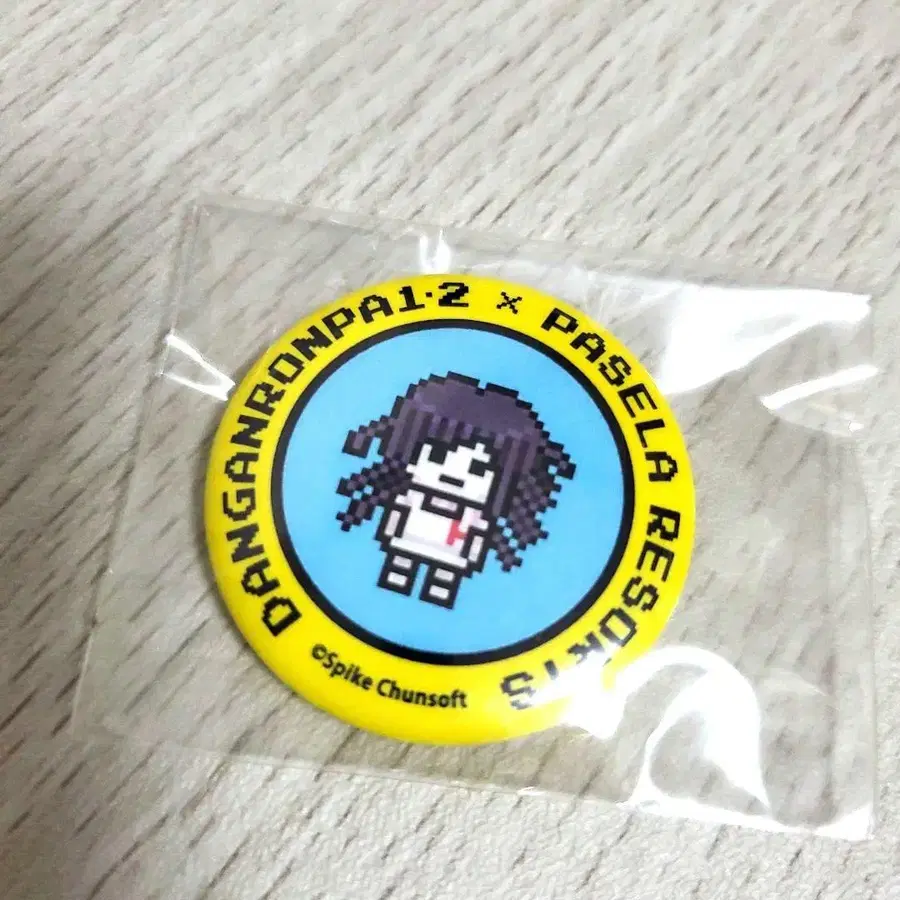 DANGANRONPA1·2 × PASELA RESORTS
©Spike Chunsoft